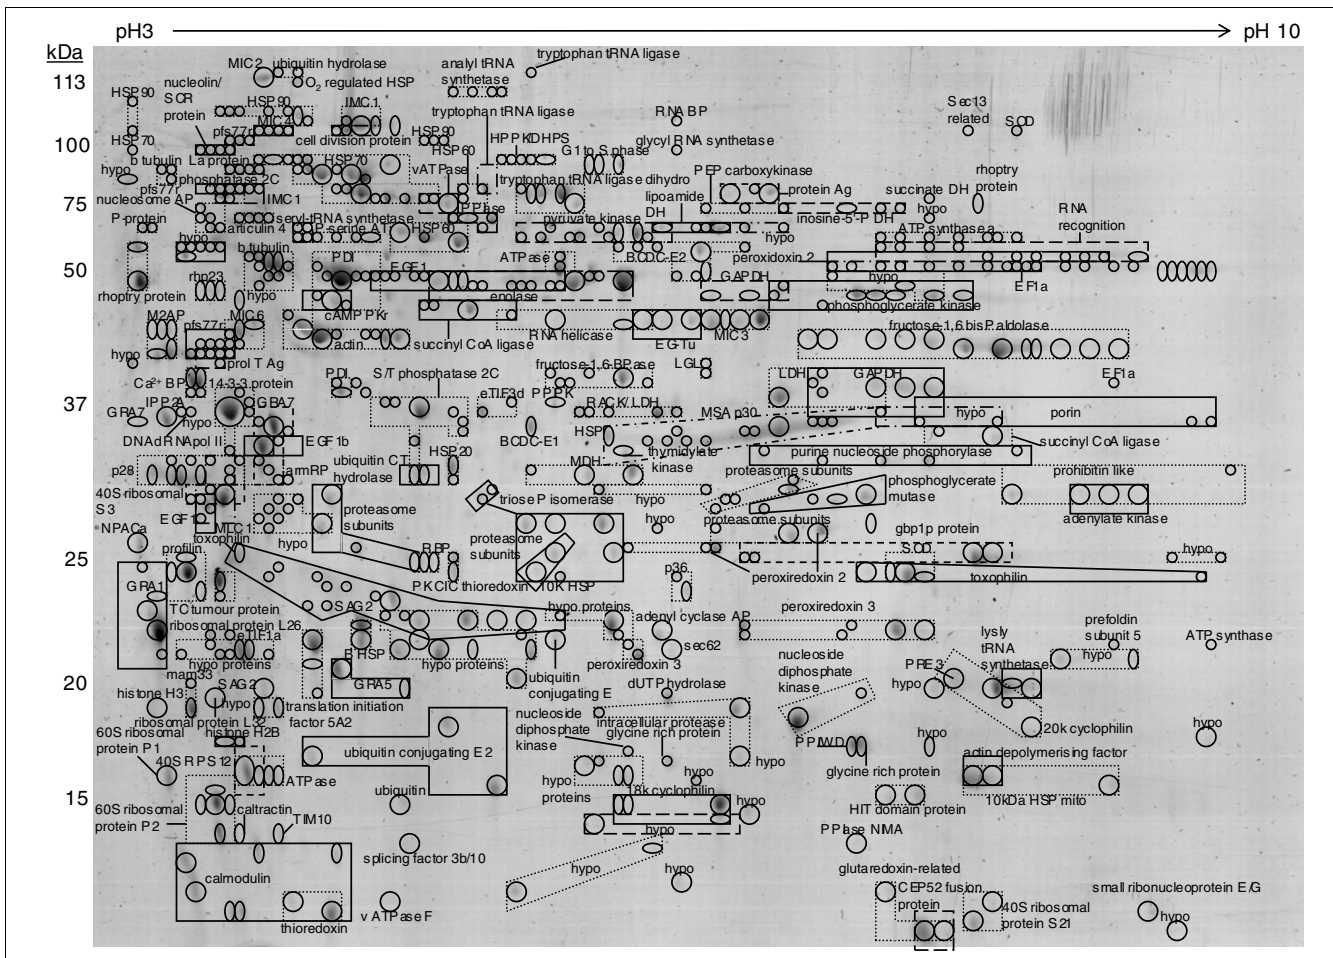 pH3
pH 10
kDa
113
100
75
50
37
25
20
15
MIC2
ubiquitin hydrolase
O2 regulated HSP
analyl tRNA
synthetase
tryptophan tRNA ligase
nucleolin/
SCR
protein
HSP90
HSP90
IMC1
MIC4
tryptophan tRNA ligase
RNA BP
Sec13
related
SOD
HSP70
pfs77r
cell division protein
HSP90
HSP60
HPPKDHPS
G1 to S phase
glycyl RNA synthetase
b tubulin
La protein
HSP70
hypo
phosphatase 2C
vATPase
tryptophan tRNA ligase
dihydro
lipoamide
DH
PEP carboxykinase
protein Ag
succinate DH
rhoptry
protein
pfs77r
nucleosome AP
IMC1
PPase
inosine-5'-P DH
RNA
recognition
P-protein
seryl-tRNA synthetase
articulin 4
P serine AT
HSP60
pyruvate kinase
hypo
ATP synthase a
hypo
b tubulin
PDI
EGF1
ATPase
BCDC-E2
peroxidoxin 2
GAPDH
hypo
EF1a
rhoptry protein
rhp23
hypo
enolase
phosphoglycerate kinase
M2AP
pfs77r
MIC6
cAMP PKr
actin
succinyl CoA ligase
RNA helicase
EG-Tu
MIC3
fructose-1,6 bisP aldolase
hypo
prol T Ag
Ca2+ BP
14-3-3 protein
PDI
S/T phosphatase 2C
fructose-1,6-BPase
LGL
LDH
GAPDH
EF1a
IPP2A
GRA7
hypo
GRA7
eTIF3d
PPPK
RACK/LDH
MSA p30
hypo
porin
DNAdRNApol II
EGF1b
BCDC-E1
HSP
succinyl CoA ligase
p28
armRP
ubiquitin CT
hydrolase
HSP20
MDH
thymidylate
kinase
purine nucleoside phosphorylase
proteasome subunits
prohibitin like
40S ribosomal
S3
EGF1
MTC1
proteasome
subunits
triose P isomerase
hypo
phosphoglycerate
mutase
adenylate kinase
NPACa
toxophilin
hypo
RBP
proteasome
subunits
hypo
proteasome subunits
gbp1p protein
profilin
SOD
hypo
GRA1
PKCIC
thioredoxin
10K HSP
p36
peroxiredoxin 2
toxophilin
TC tumour protein
SAG2
hypo proteins
adenyl cyclase AP
peroxiredoxin 3
ribosomal protein L26
eTIF1a
hypo proteins
B HSP
hypo proteins
peroxiredoxin 3
sec62
nucleoside
diphosphate
kinase
lysly
tRNA
synthetase
prefoldin
subunit 5
hypo
ATP synthase
mam33
GRA5
ubiquitin
conjugating E
dUTP hydrolase
PRE3
hypo
histone H3
SAG2
hypo
translation initiation
factor 5A2
nucleoside
diphosphate
kinase
intracellular protease
glycine rich protein
20k cyclophilin
hypo
ribosomal protein L32
60S ribosomal
protein P1
histone H2B
ubiquitin conjugating E2
PPIWD
hypo
40S RPS12
ATPase
hypo
proteins
hypo
hypo
glycine rich protein
actin depolymerising factor
60S ribosomal
protein P2
caltractin
TIM10
ubiquitin
18k cyclophilin
hypo
HIT domain protein
10kDa HSP mito
hypo
PPIase NIMA
splicing factor 3b/10
calmodulin
hypo
hypo
glutaredoxin-related
CEP52 fusion
protein
small ribonucleoprotein E/G
hypo
thioredoxin
v ATPase F
40S ribosomal
protein S21